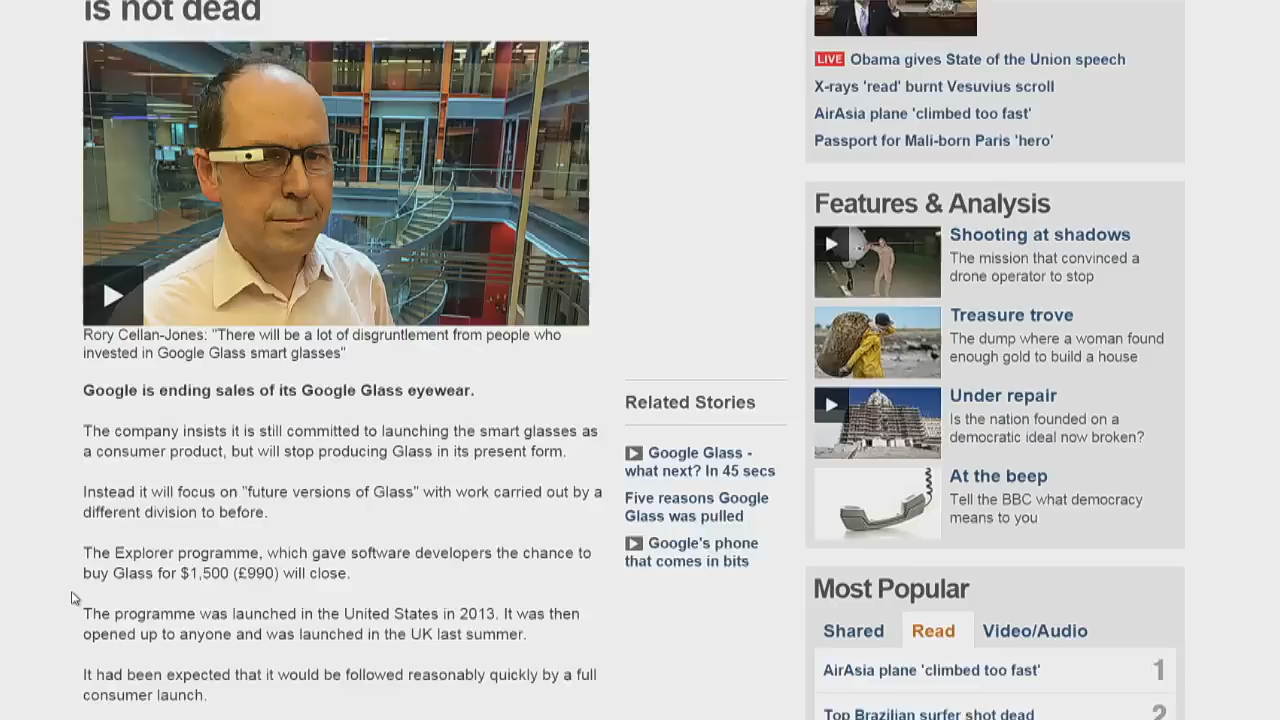 is not dead
Rory Cellan-Jones: "There will be a lot of disgruntlement from people who
invested in Google Glass smart glasses"
Google is ending sales of its Google Glass eyewear.
The company insists it is still committed to launching the smart glasses as
a consumer product, but will stop producing Glass in its present form.
Instead it will focus on "future versions of Glass" with work carried out by a
different division to before.
The Explorer programme, which gave software developers the chance to
buy Glass for $1,500 (£990) will close.
The programme was launched in the United States in 2013. It was then
opened up to anyone and was launched in the UK last summer.
It had been expected that it would be followed reasonably quickly by a full
consumer launch.
Related Stories
Google Glass -
what next? In 45 secs
Five reasons Google
Glass was pulled
Google's phone
that comes in bits
LIVE Obama gives State of the Union speech
X-rays 'read' burnt Vesuvius scroll
AirAsia plane 'climbed too fast'
Passport for Mali-born Paris 'hero'
Features & Analysis
Shooting at shadows
The mission that convinced a
drone operator to stop
Treasure trove
The dump where a woman found
enough gold to build a house
Under repair
Is the nation founded on a
democratic ideal now broken?
At the beep
Tell the BBC what democracy
means to you
Most Popular
Shared Read Video/Audio
AirAsia plane 'climbed too fast' 1
Top Brazilian surfer shot dead 2